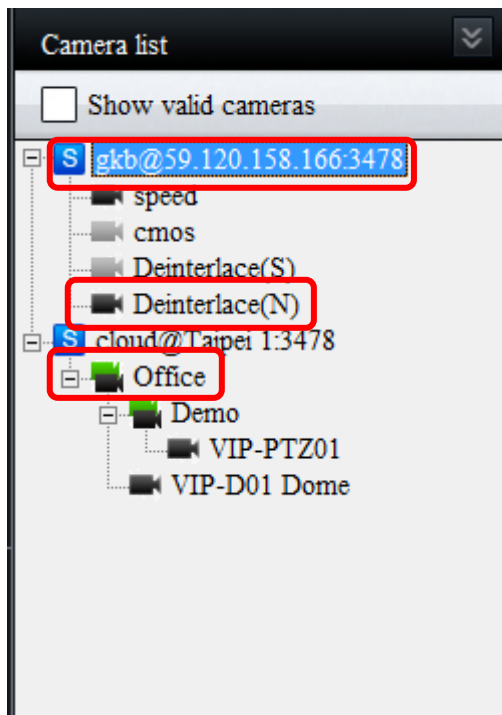 Camera list
Show valid cameras
S gkb@59.120.158.166:3478
speed
cmos
Deinterlace(S)
Deinterlace(N)
S cloud@Taipei 1:3478
Office
Demo
VIP-PTZ01
VIP-D01 Dome